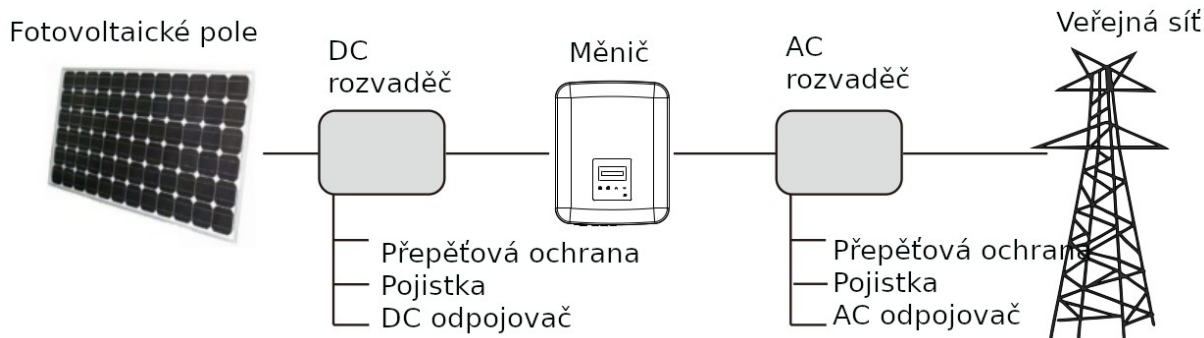 Fotovoltaické pole
DC
rozvaděč
Měnič
AC
rozvaděč
Veřejná síť
Přepěťová ochrana
Pojistka
DC odpojovač
Přepěťová ochrana
Pojistka
AC odpojovač